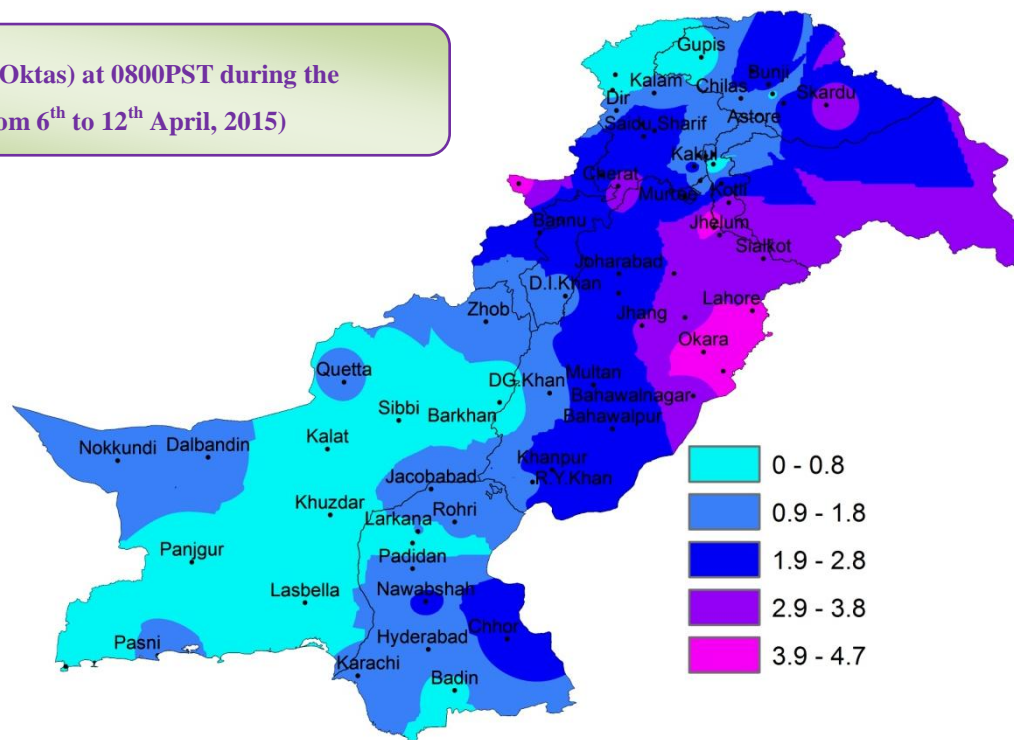 Oktas) at 0800PST during the
om 6th to 12th April, 2015)
Gupis
Bunji
Kalam
Chilas
Skardu
Dir
Astore
Saidu Sharif
Kakul
Cherat
Murree
Kotli
Bannu
Jhelum
Sialkot
Joharabad
D.I.Khan
Lahore
Zhob
Jhang
Okara
Quetta
Multan
DG.Khan
Bahawalnagar
Sibbi
Barkhan
Bahawalpur
Kalat
Nokkundi
Dalbandin
Khanpur
Jacobabad
R.Y.Khan
Khuzdar
Rohri
Larkana
Panjgur
Padidan
Lasbella
Nawabshah
Pasni
Hyderabad
Chhor
Karachi
Badin
0 - 0.8
0.9 - 1.8
1.9 - 2.8
2.9 - 3.8
3.9 - 4.7